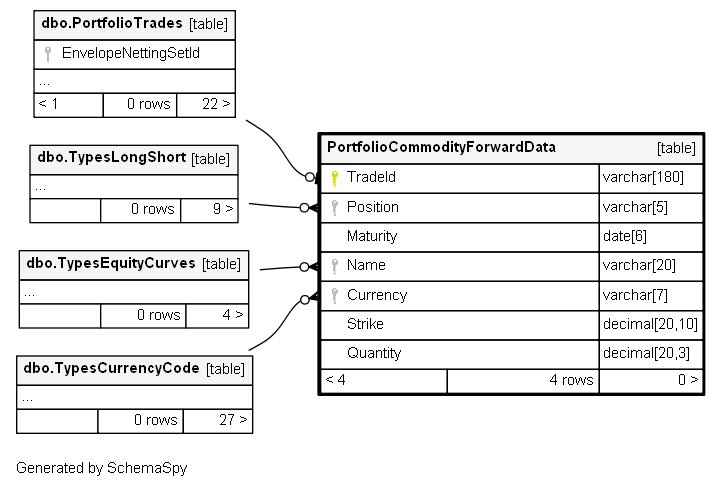 dbo.PortfolioTrades [table]
EnvelopeNettingSetId
...
< 1 0 rows 22 >
dbo.TypesLongShort [table]
...
0 rows 9 >
dbo.TypesEquityCurves [table]
...
0 rows 4 >
dbo.TypesCurrencyCode [table]
...
0 rows 27 >
PortfolioCommodityForwardData [table]
TradeId varchar[180]
Position varchar[5]
Maturity date[6]
Name varchar[20]
Currency varchar[7]
Strike decimal[20,10]
Quantity decimal[20,3]
< 4 4 rows 0 >
Generated by SchemaSpy